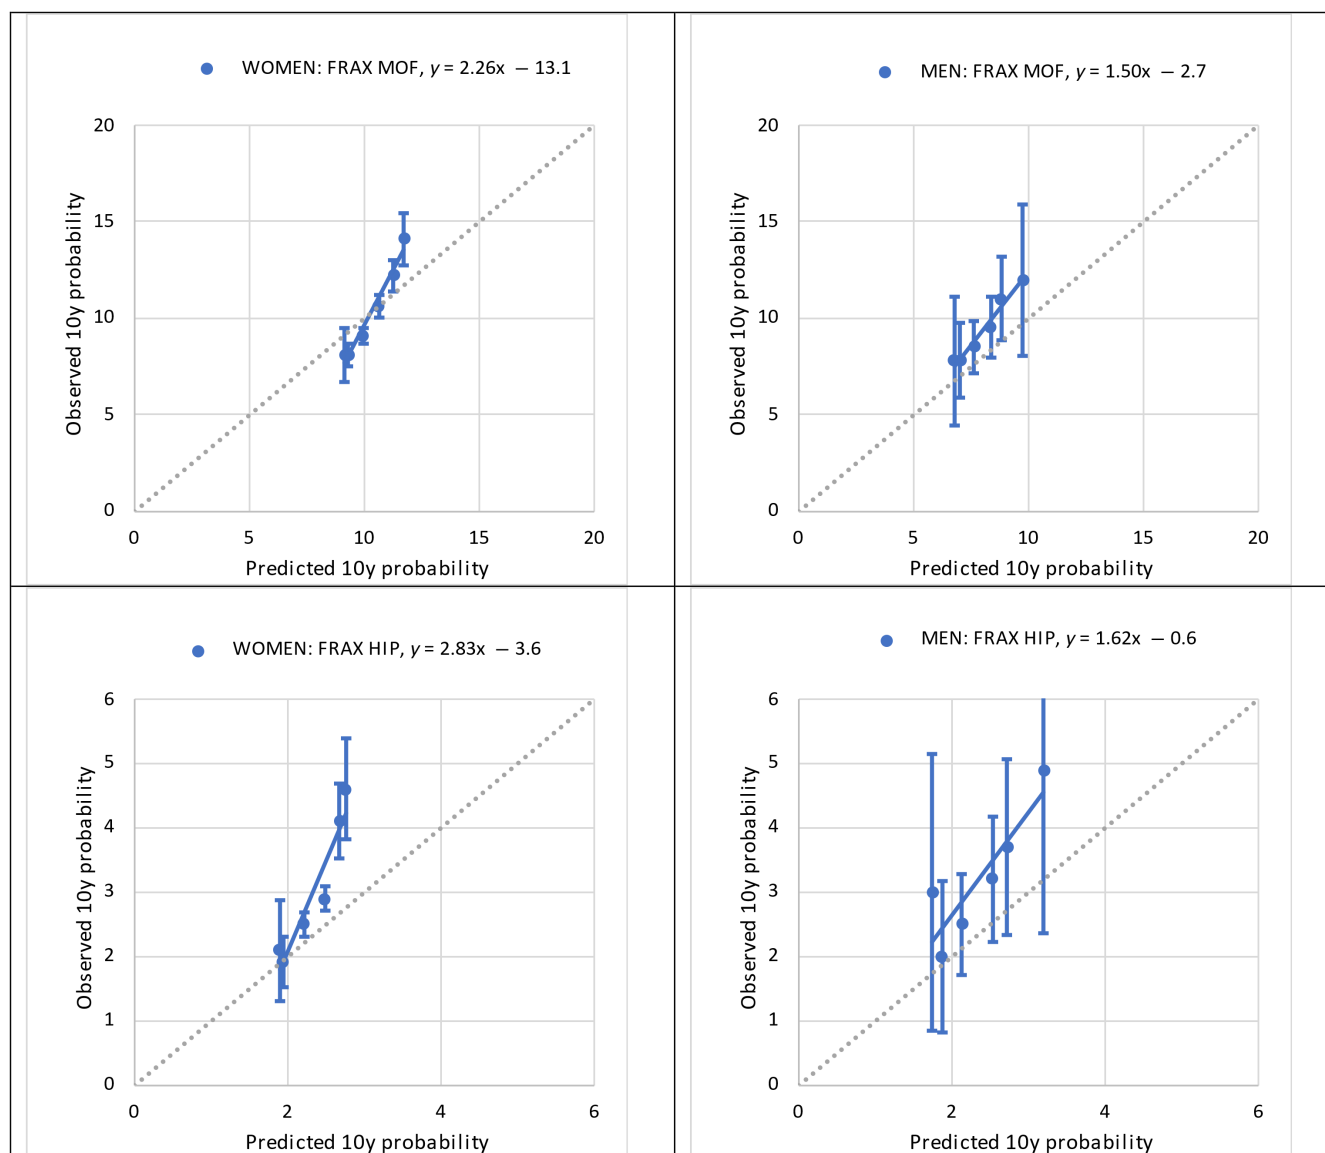 WOMEN: FRAX MOF, y = 2.26x − 13.1
20
15
10
5
0
0 5 10 15 20
Observed 10y probability
Predicted 10y probability
MEN: FRAX MOF, y = 1.50x − 2.7
20
15
10
5
0
0 5 10 15 20
Observed 10y probability
Predicted 10y probability
WOMEN: FRAX HIP, y = 2.83x − 3.6
6
5
4
3
2
1
0
0 2 4 6
Observed 10y probability
Predicted 10y probability
MEN: FRAX HIP, y = 1.62x − 0.6
6
5
4
3
2
1
0
0 2 4 6
Observed 10y probability
Predicted 10y probability